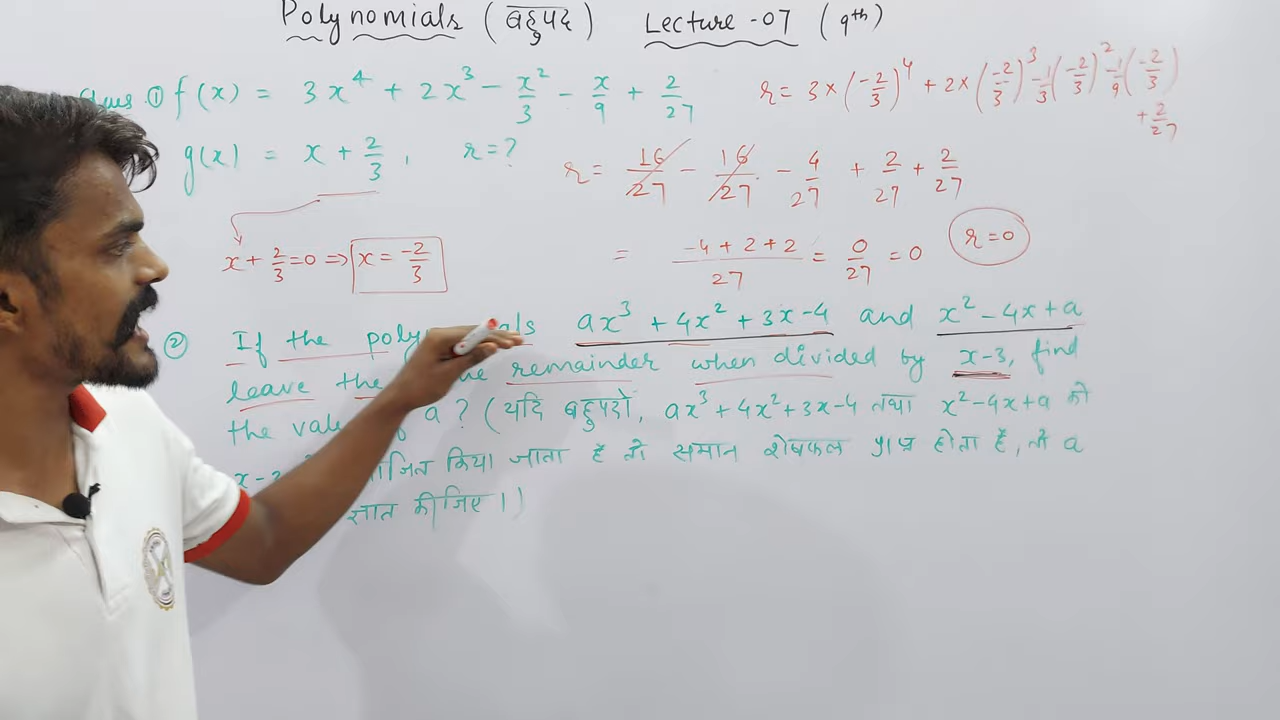 Polynomials (बहुपद) Lecture-07 (9th)
① f(x) = 3x⁴ + 2x³ - x²/3 - x/9 + 2/27
g(x) = x + 2/3, r=?
x + 2/3 = 0 ⇒ x = -2/3
r = 3×(-2/3)⁴ + 2×(-2/3)³ - 1/3(-2/3)² - 1/9(-2/3)
+ 2/27
r = 16/27 - 16/27 - 4/27 + 2/27 + 2/27
= -4+2+2/27 = 0/27 = 0 r=0
② If the ax³ + 4x² + 3x - 4 and x² - 4x + a
leave the remainder when divided by x-3, find
the a? (यदि बहुपदो, ax³+4x²+3x-4 तथा x²-4x+a को
किया जाता है तो समान शेषफल प्राप्त होता है, तो a
ज्ञात कीजिए।)